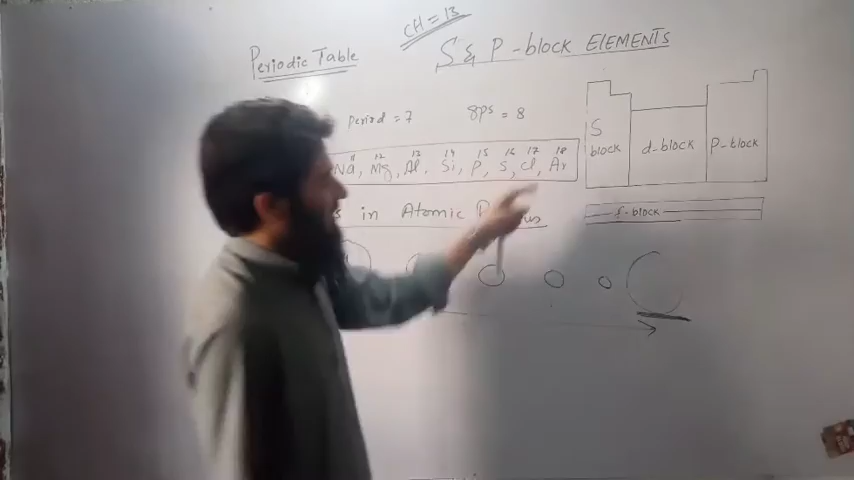 CH = 13
Periodic Table
S & P-block ELEMENTS
Period = 7
gps = 8
11 12 13 14 15 16 17 18
Na, Mg, Al, Si, P, S, Cl, Ar
in Atomic
S block
d-block
P-block
f-block